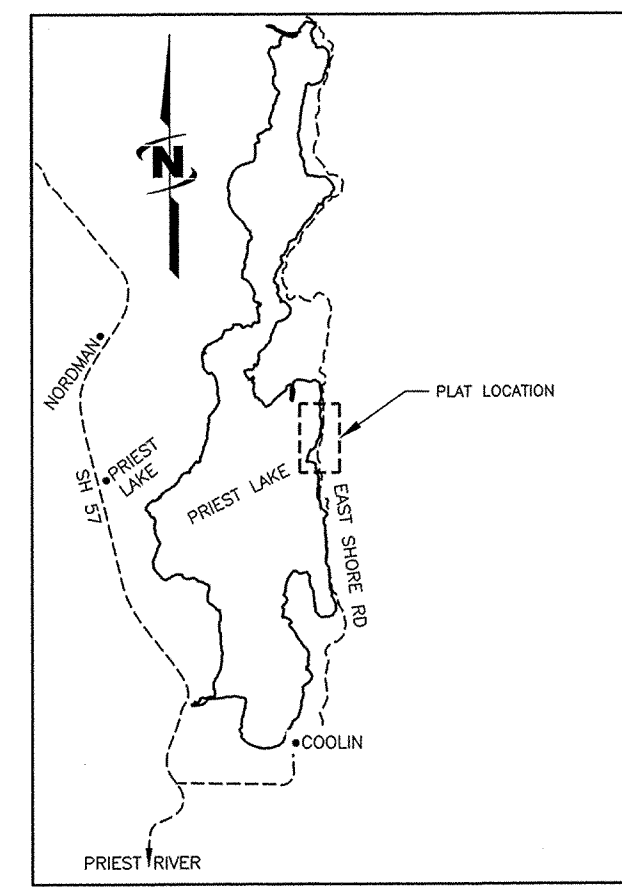 N
NORDMAN
PLAT LOCATION
PRIEST
LAKE
PRIEST LAKE
SH 57
EAST SHORE RD
COOLIN
PRIEST RIVER